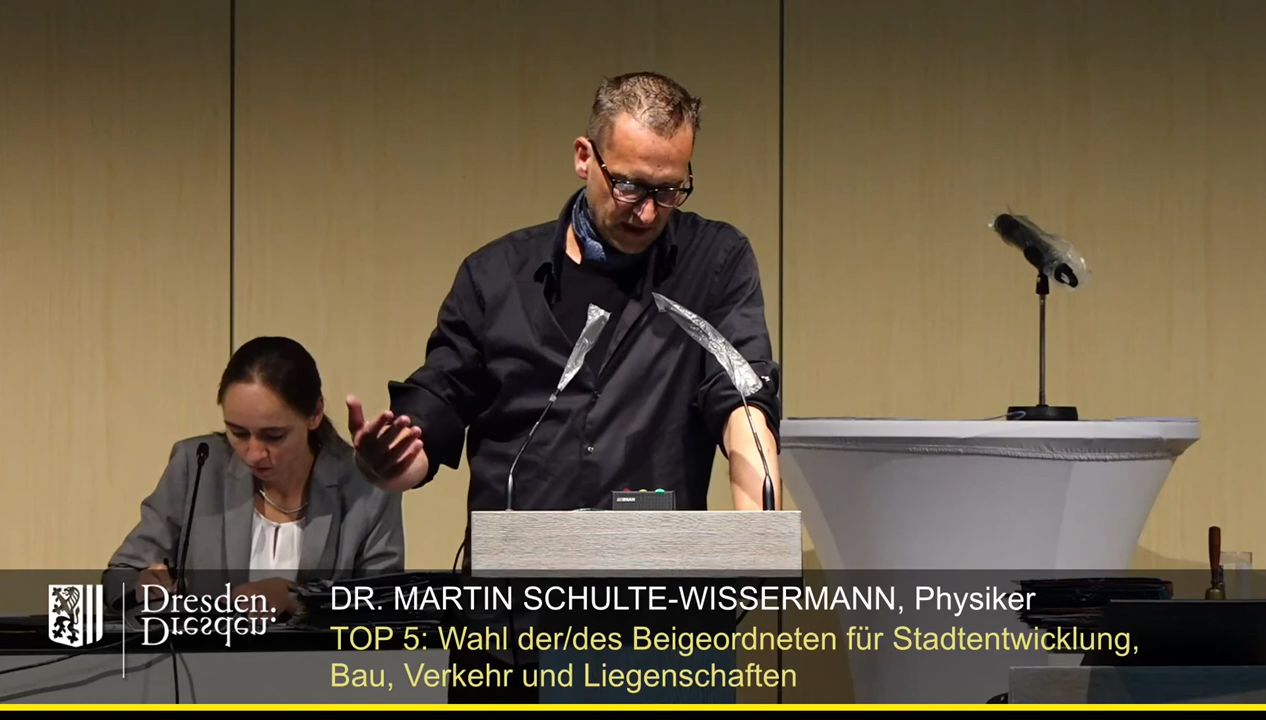 Dresden.
Dresden.
DR. MARTIN SCHULTE-WISSERMANN, Physiker
TOP 5: Wahl der/des Beigeordneten für Stadtentwicklung,
Bau, Verkehr und Liegenschaften